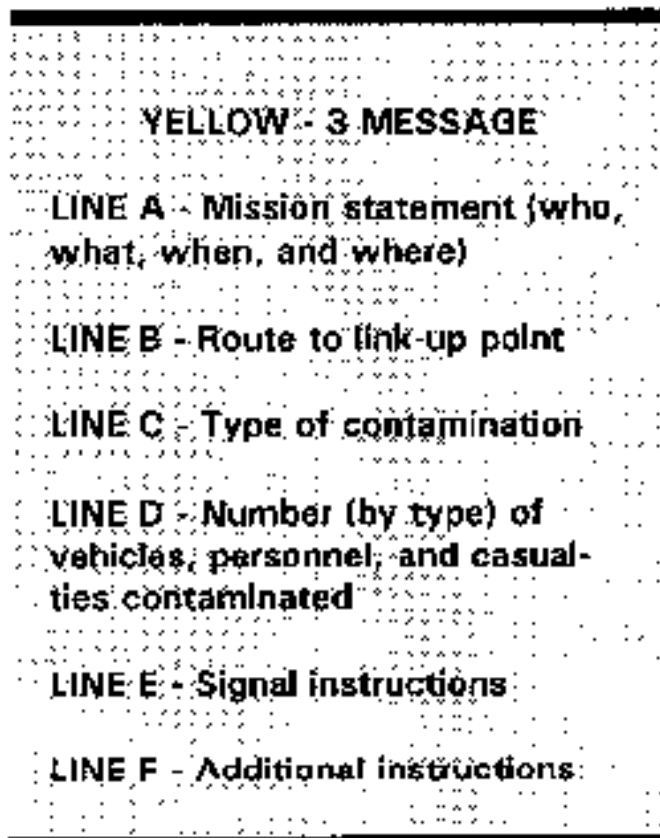 YELLOW - 3 MESSAGE
LINE A - Mission statement (who,
what, when, and where)
LINE B - Route to link-up point
LINE C - Type of contamination
LINE D - Number (by type) of
vehicles, personnel, and casual-
ties contaminated
LINE E - Signal instructions
LINE F - Additional instructions